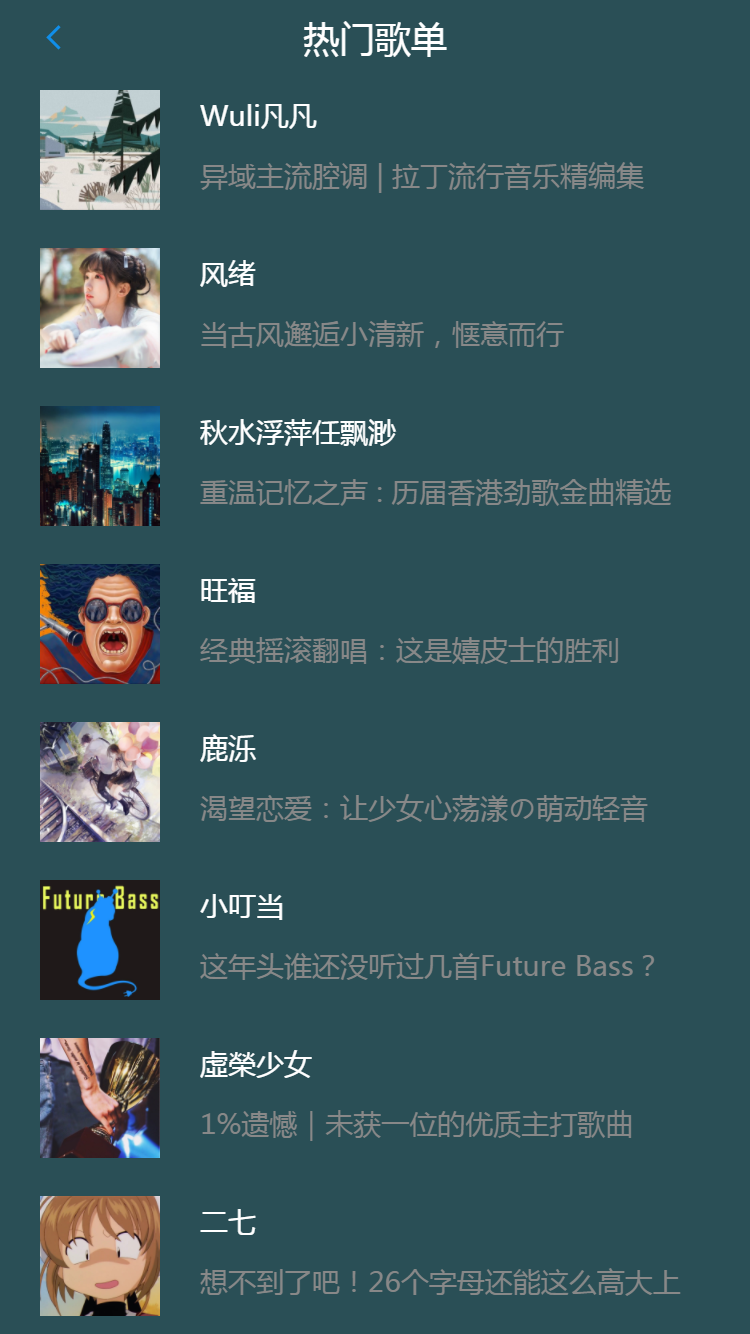 热门歌单
Wuli凡凡
异域主流腔调 | 拉丁流行音乐精编集
风绪
当古风邂逅小清新，惬意而行
秋水浮萍任飘渺
重温记忆之声 : 历届香港劲歌金曲精选
旺福
经典摇滚翻唱：这是嬉皮士的胜利
鹿泺
渴望恋爱：让少女心荡漾の萌动轻音
Future Bass
小叮当
这年头谁还没听过几首Future Bass？
虚榮少女
1%遗憾｜未获一位的优质主打歌曲
二七
想不到了吧！26个字母还能这么高大上